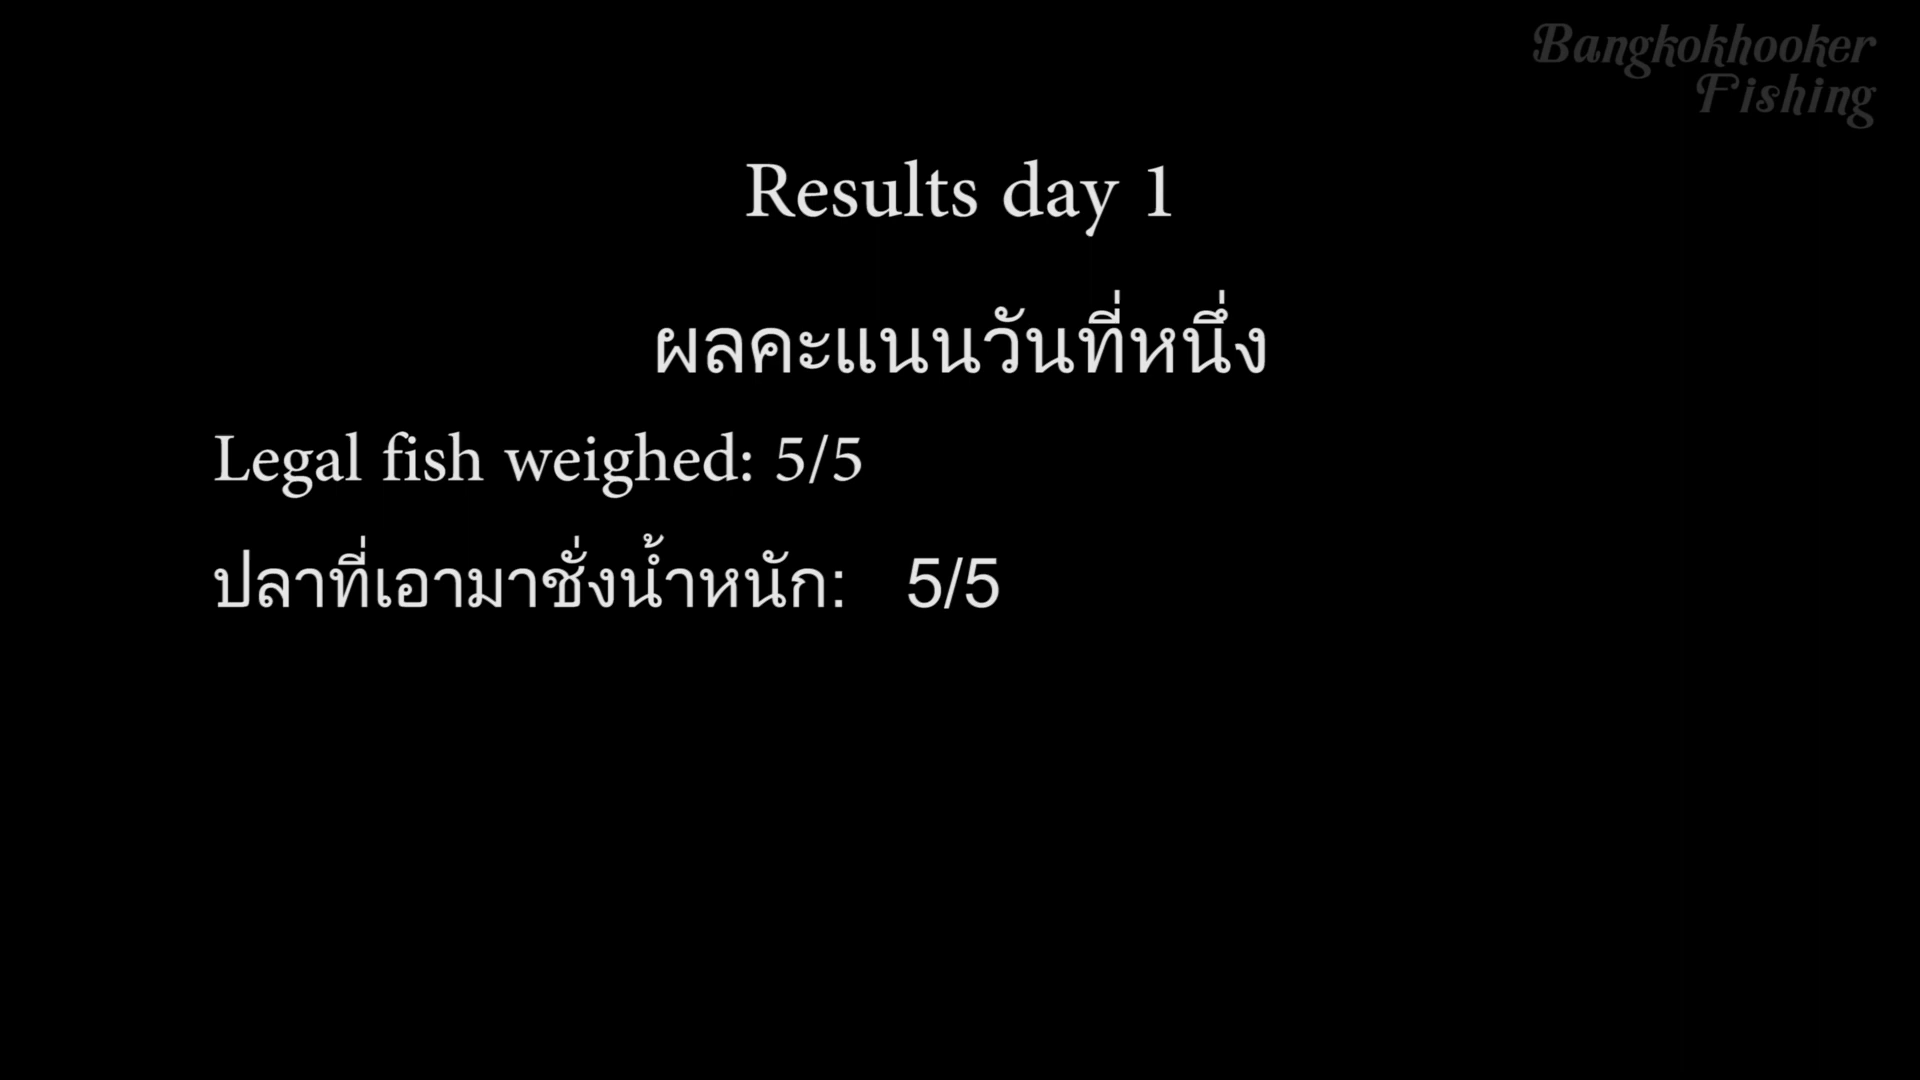 Bangkokhooker
Fishing
Results day 1
ผลคะแนนวันที่หนึ่ง
Legal fish weighed: 5/5
ปลาที่เอามาชั่งน้ำหนัก: 5/5